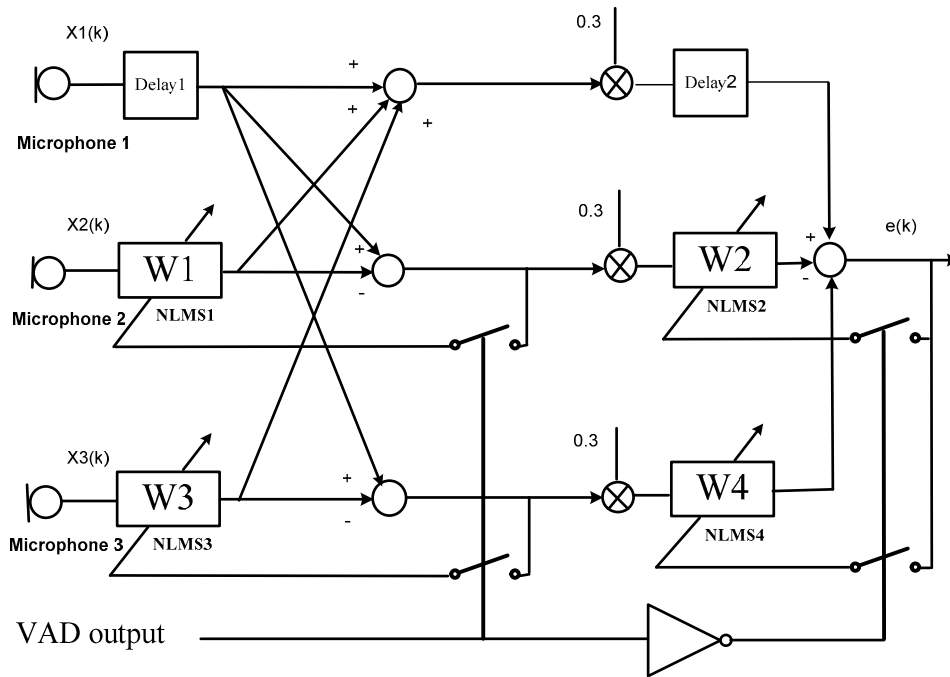 X1(k)
0.3
+
Delay1
Delay2
+
+
Microphone 1
X2(k)
0.3
e(k)
W1
+
W2
+
-
-
Microphone 2
NLMS1
NLMS2
X3(k)
0.3
W3
+
W4
-
Microphone 3
NLMS3
NLMS4
VAD output